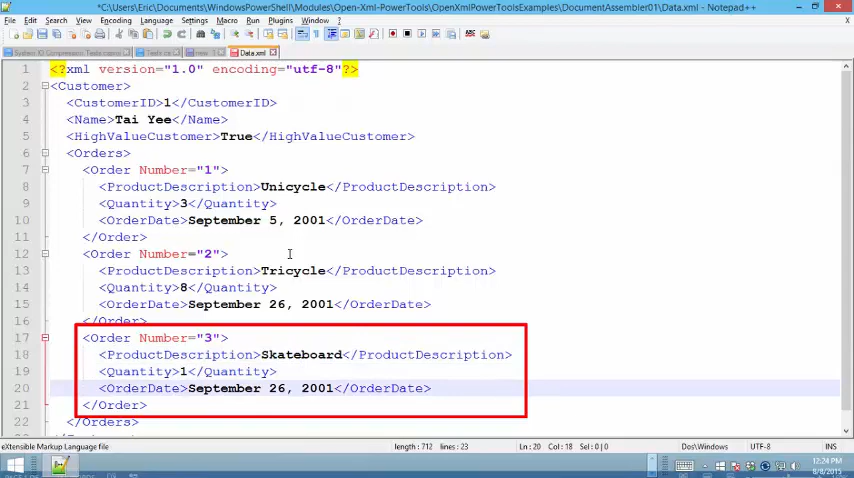 *C:\Users\Eric\Documents\WindowsPowerShell\Modules\Open-Xml-PowerTools\OpenXmlPowerToolsExamples\DocumentAssembler01\Data.xml - Notepad++
File Edit Search View Encoding Language Settings Macro Run Plugins Window ?
new 1 Data.xml
1 <?xml version="1.0" encoding="utf-8"?>
2 <Customer>
3 <CustomerID>1</CustomerID>
4 <Name>Tai Yee</Name>
5 <HighValueCustomer>True</HighValueCustomer>
6 <Orders>
7 <Order Number="1">
8 <ProductDescription>Unicycle</ProductDescription>
9 <Quantity>3</Quantity>
10 <OrderDate>September 5, 2001</OrderDate>
11 </Order>
12 <Order Number="2">
13 <ProductDescription>Tricycle</ProductDescription>
14 <Quantity>8</Quantity>
15 <OrderDate>September 26, 2001</OrderDate>
16 </Order>
17 <Order Number="3">
18 <ProductDescription>Skateboard</ProductDescription>
19 <Quantity>1</Quantity>
20 <OrderDate>September 26, 2001</OrderDate>
21 </Order>
22 </Orders>
eXtensible Markup Language file length : 712 lines : 23 Ln : 20 Col : 18 Sel : 0 | 0 Dos\Windows UTF-8 INS
12:24 PM
8/8/2015